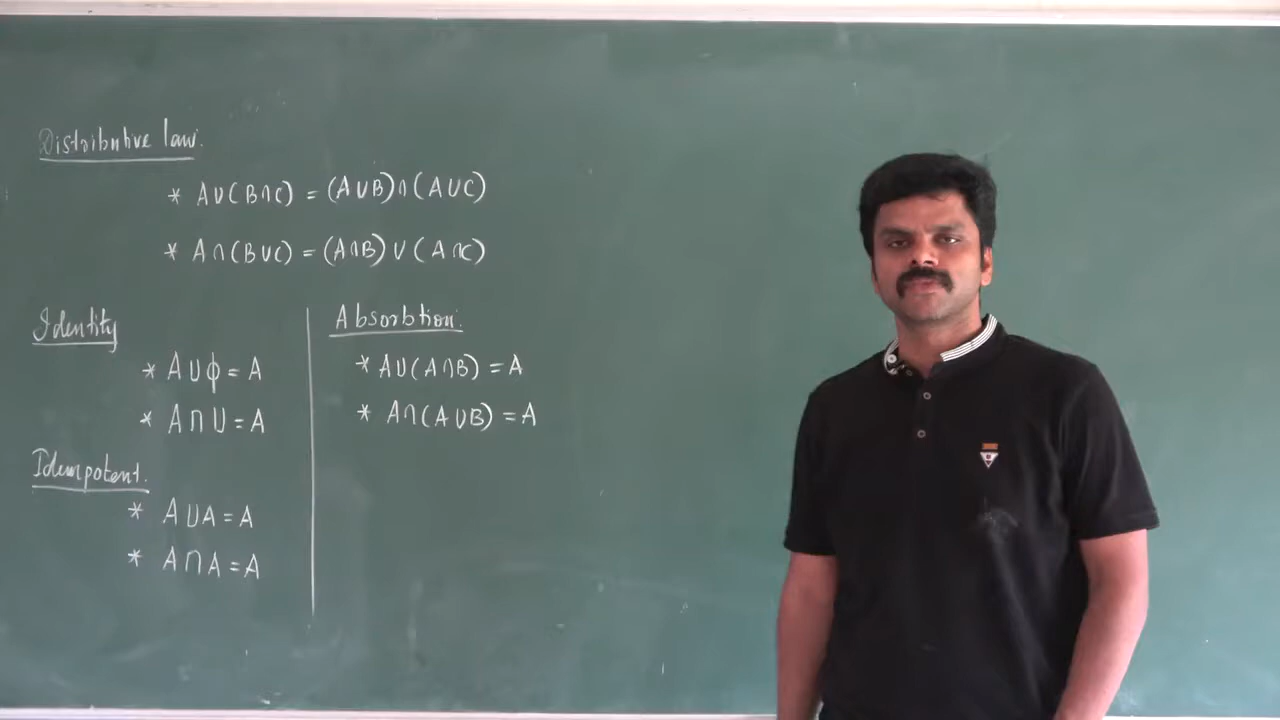 Distributive law.
* A∪(B∩C) = (A∪B)∩(A∪C)
* A∩(B∪C) = (A∩B)∪(A∩C)
Identity
* A∪ϕ = A
* A∩U = A
Idempotent.
* A∪A = A
* A∩A = A
Absorbtion:
* A∪(A∩B) = A
* A∩(A∪B) = A